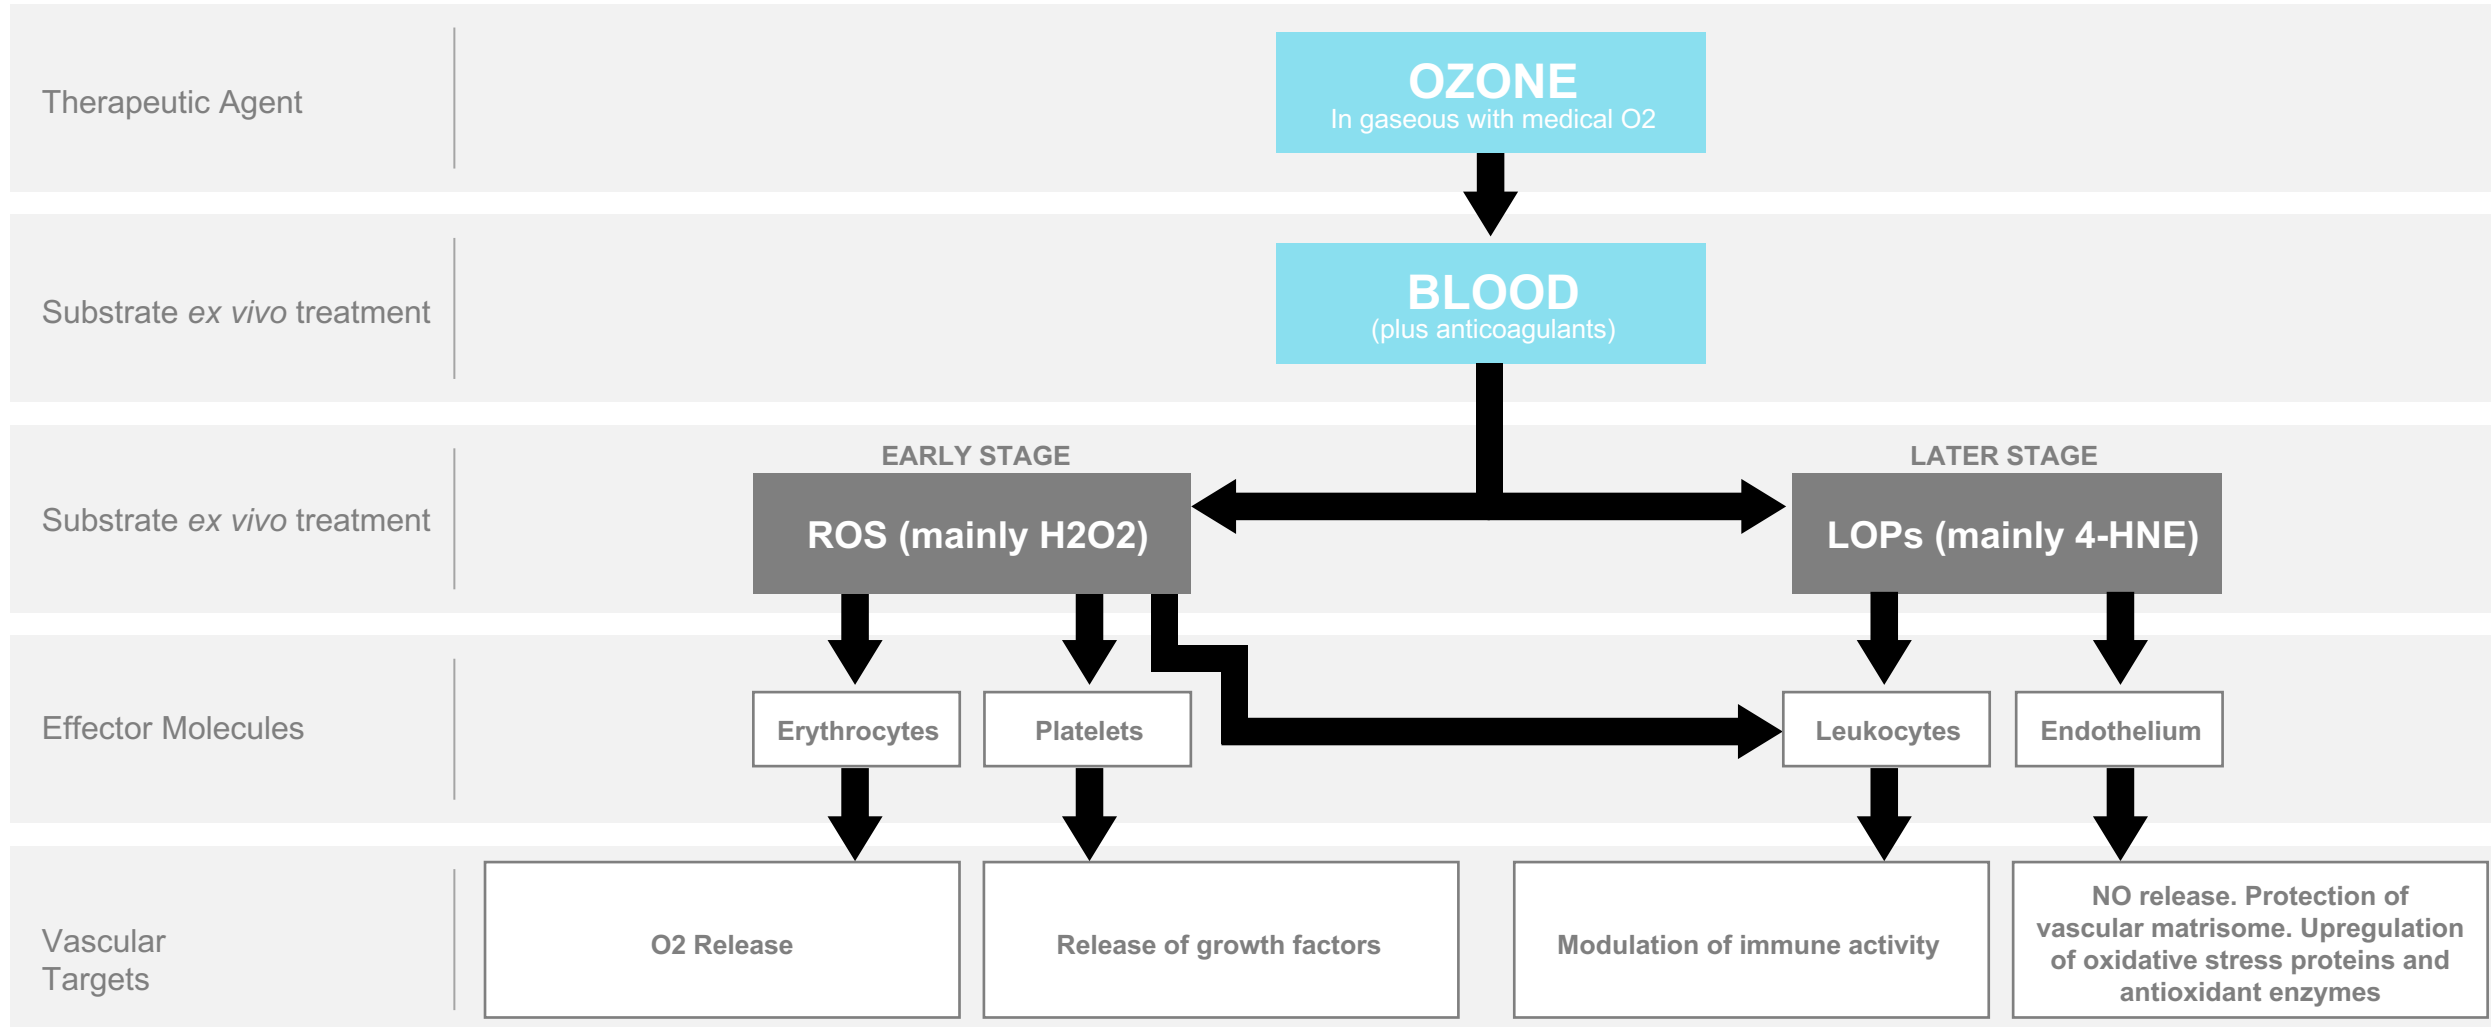 Therapeutic Agent
OZONE
In gaseous with medical O2
Substrate ex vivo treatment
BLOOD
(plus anticoagulants)
Substrate ex vivo treatment
EARLY STAGE
ROS (mainly H2O2)
LATER STAGE
LOPs (mainly 4-HNE)
Effector Molecules
Erythrocytes
Platelets
Leukocytes
Endothelium
Vascular
Targets
O2 Release
Release of growth factors
Modulation of immune activity
NO release. Protection of
vascular matrisome. Upregulation
of oxidative stress proteins and
antioxidant enzymes